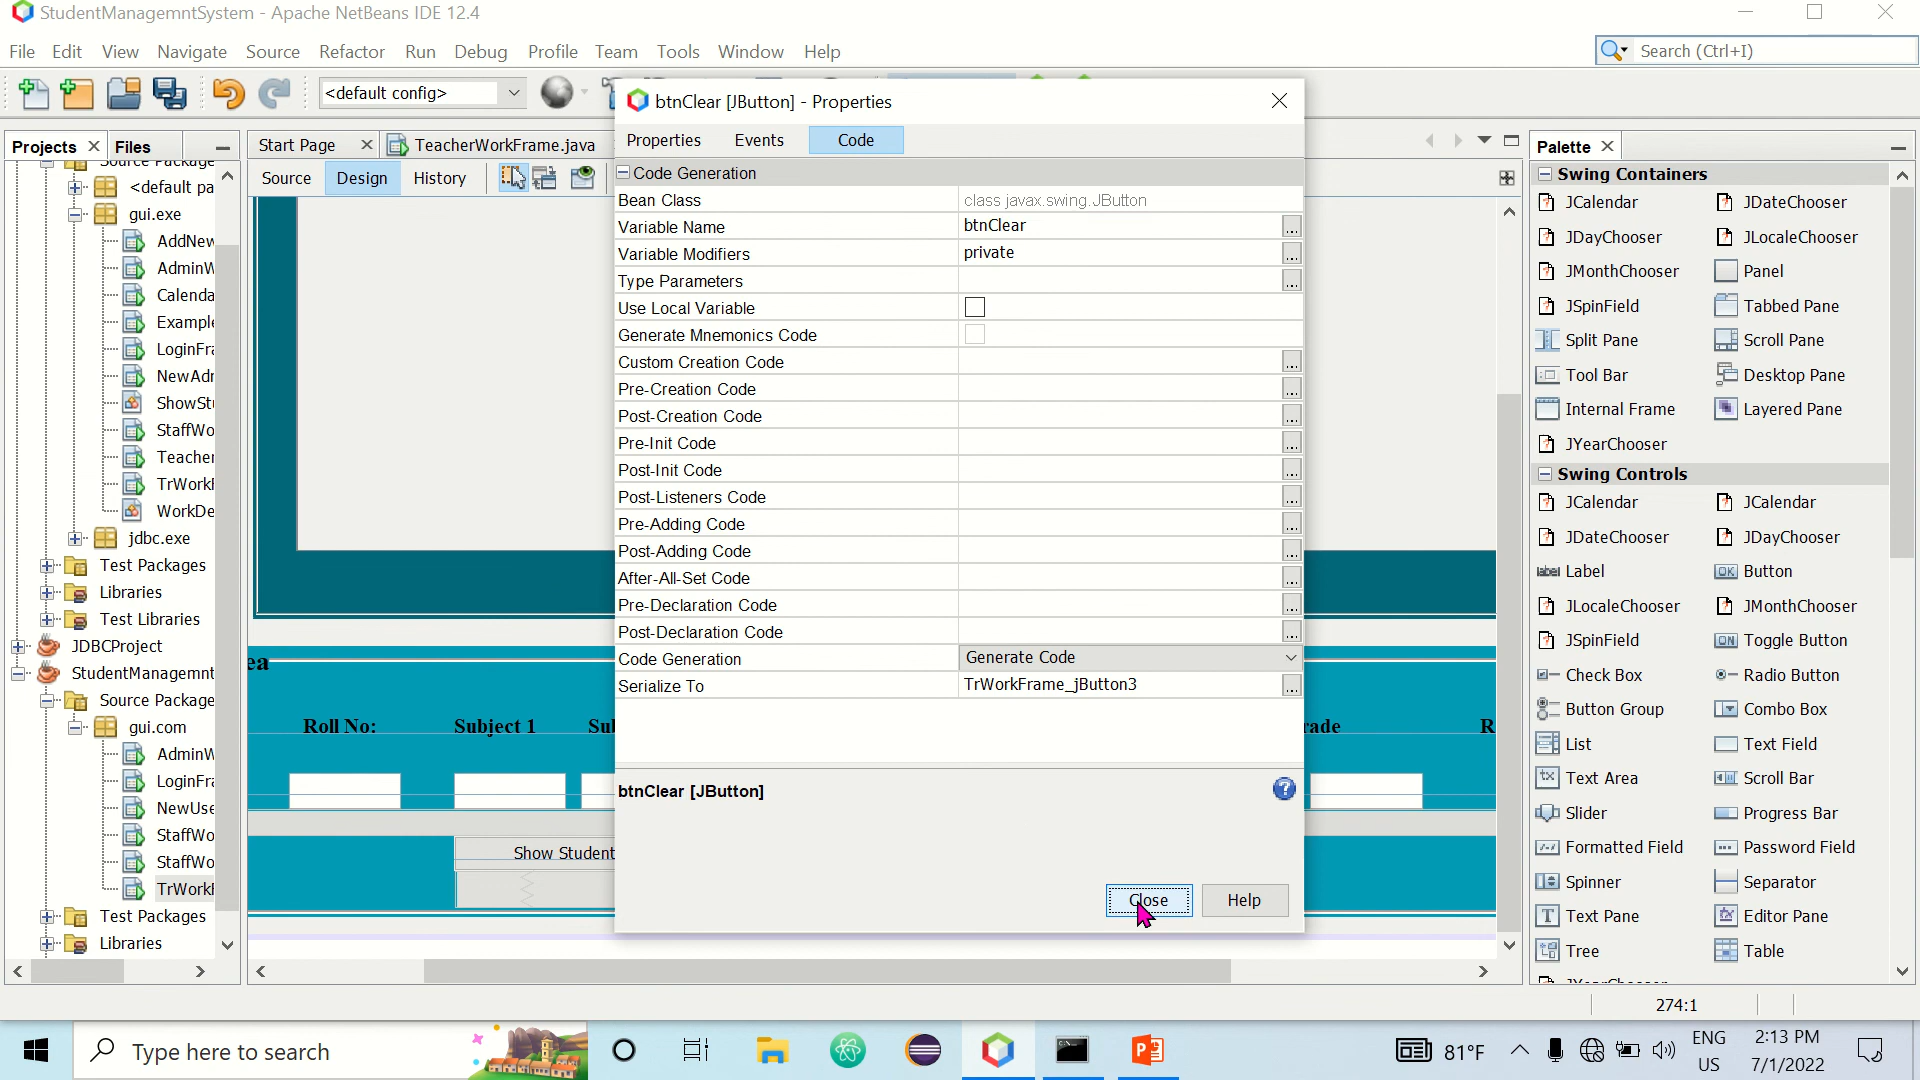 StudentManagemntSystem - Apache NetBeans IDE 12.4
File Edit View Navigate Source Refactor Run Debug Profile Team Tools Window Help
Search (Ctrl+I)
<default config>
btnClear [JButton] - Properties
Properties Events Code
Code Generation
Bean Class class javax.swing.JButton
Variable Name btnClear ...
Variable Modifiers private ...
Type Parameters ...
Use Local Variable
Generate Mnemonics Code
Custom Creation Code ...
Pre-Creation Code ...
Post-Creation Code ...
Pre-Init Code ...
Post-Init Code ...
Post-Listeners Code ...
Pre-Adding Code ...
Post-Adding Code ...
After-All-Set Code ...
Pre-Declaration Code ...
Post-Declaration Code ...
Code Generation Generate Code
Serialize To TrWorkFrame_jButton3 ...
btnClear [JButton]
Close Help
Projects Files
Source Package
<default pa
gui.exe
AddNew
AdminW
Calenda
Example
LoginFra
NewAdr
ShowSt
StaffWo
Teacher
TrWork
WorkDe
jdbc.exe
Test Packages
Libraries
Test Libraries
JDBCProject
StudentManagemnt
Source Package
gui.com
AdminW
LoginFra
NewUse
StaffWo
StaffWo
TrWork
Test Packages
Libraries
Start Page TeacherWorkFrame.java
Source Design History
ea
Roll No: Subject 1 Su rade R
Show Student
Palette
Swing Containers
JCalendar JDateChooser
JDayChooser JLocaleChooser
JMonthChooser Panel
JSpinField Tabbed Pane
Split Pane Scroll Pane
Tool Bar Desktop Pane
Internal Frame Layered Pane
JYearChooser
Swing Controls
JCalendar JCalendar
JDateChooser JDayChooser
label Label OK Button
JLocaleChooser JMonthChooser
JSpinField ON Toggle Button
Check Box Radio Button
Button Group Combo Box
List Text Field
Text Area Scroll Bar
Slider Progress Bar
Formatted Field Password Field
Spinner Separator
Text Pane Editor Pane
Tree Table
274:1
Type here to search
81°F
ENG
US
2:13 PM
7/1/2022